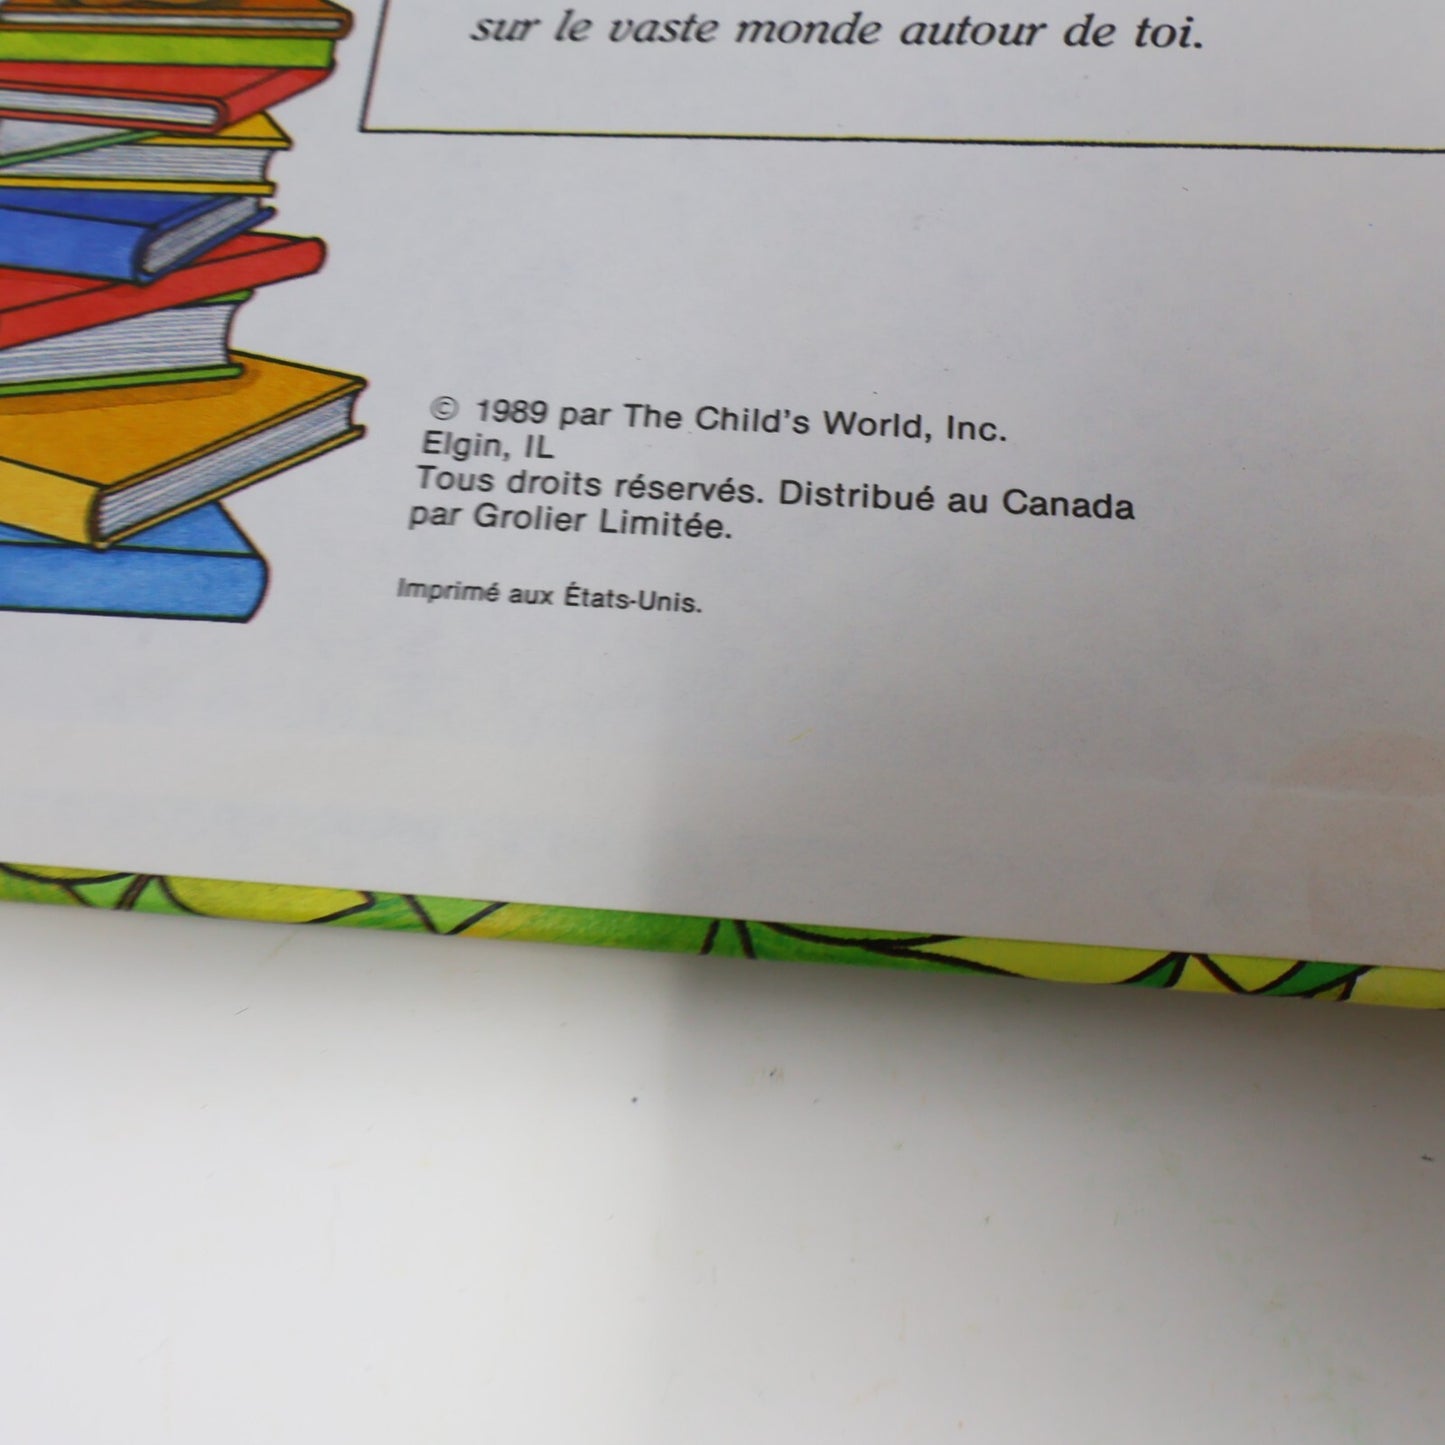 sur le vaste monde autour de toi.
© 1989 par The Child's World, Inc.
Elgin, IL
Tous droits réservés. Distribué au Canada
par Grolier Limitée.
Imprimé aux États-Unis.